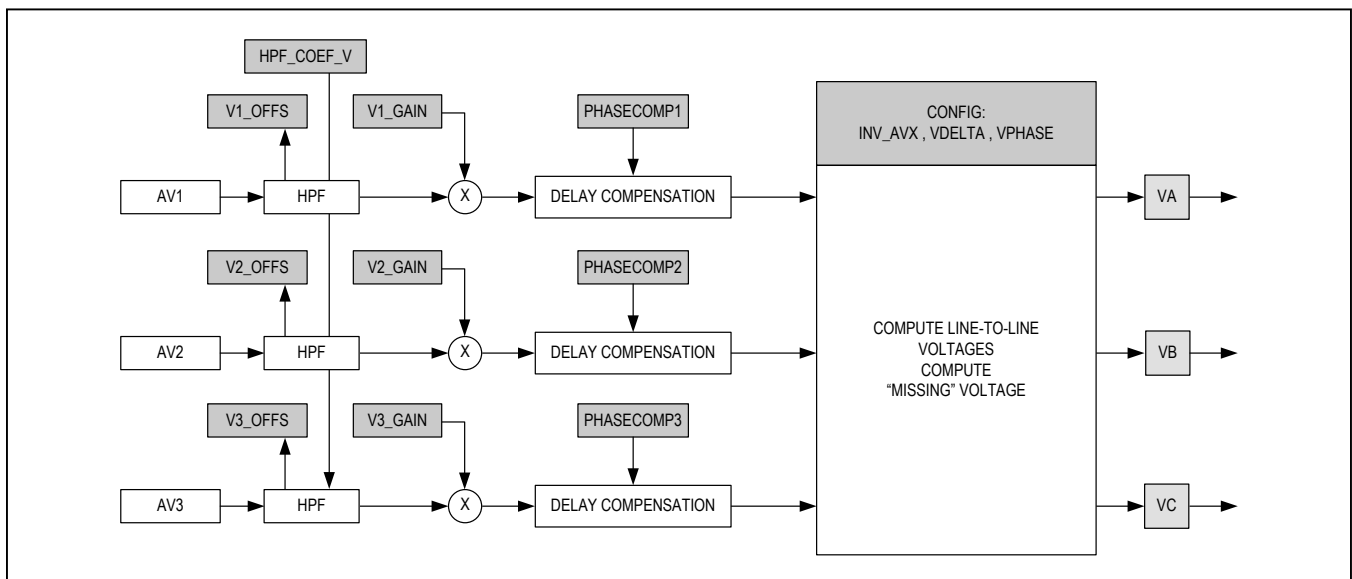 HPF_COEF_V
V1_OFFS
V1_GAIN
PHASECOMP1
CONFIG:
INV_AVX , VDELTA , VPHASE
AV1
HPF
X
DELAY COMPENSATION
VA
V2_OFFS
V2_GAIN
PHASECOMP2
AV2
HPF
X
DELAY COMPENSATION
COMPUTE LINE-TO-LINE
VOLTAGES
COMPUTE
“MISSING” VOLTAGE
VB
V3_OFFS
V3_GAIN
PHASECOMP3
AV3
HPF
X
DELAY COMPENSATION
VC